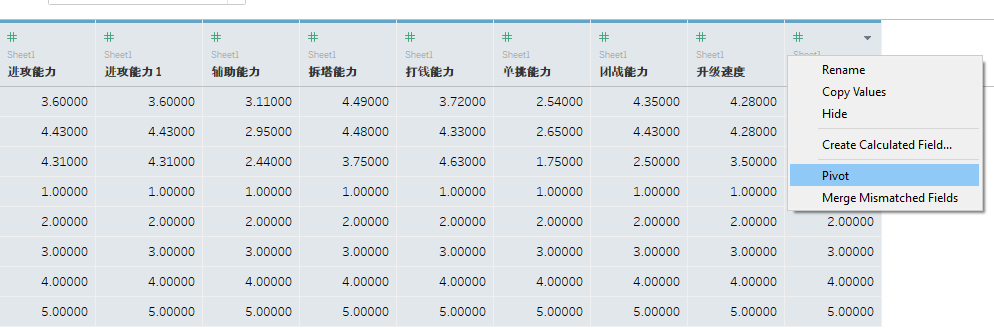 Sheet1 Sheet1 Sheet1 Sheet1 Sheet1 Sheet1 Sheet1 Sheet1 Sheet1
进攻能力 进攻能力 1 辅助能力 拆塔能力 打钱能力 单挑能力 团战能力 升级速度
3.60000 3.60000 3.11000 4.49000 3.72000 2.54000 4.35000 4.28000
4.43000 4.43000 2.95000 4.48000 4.33000 2.65000 4.43000 4.28000
4.31000 4.31000 2.44000 3.75000 4.63000 1.75000 2.50000 3.50000
1.00000 1.00000 1.00000 1.00000 1.00000 1.00000 1.00000 1.00000
2.00000 2.00000 2.00000 2.00000 2.00000 2.00000 2.00000 2.00000 2.00000
3.00000 3.00000 3.00000 3.00000 3.00000 3.00000 3.00000 3.00000 3.00000
4.00000 4.00000 4.00000 4.00000 4.00000 4.00000 4.00000 4.00000 4.00000
5.00000 5.00000 5.00000 5.00000 5.00000 5.00000 5.00000 5.00000 5.00000
Rename
Copy Values
Hide
Create Calculated Field...
Pivot
Merge Mismatched Fields